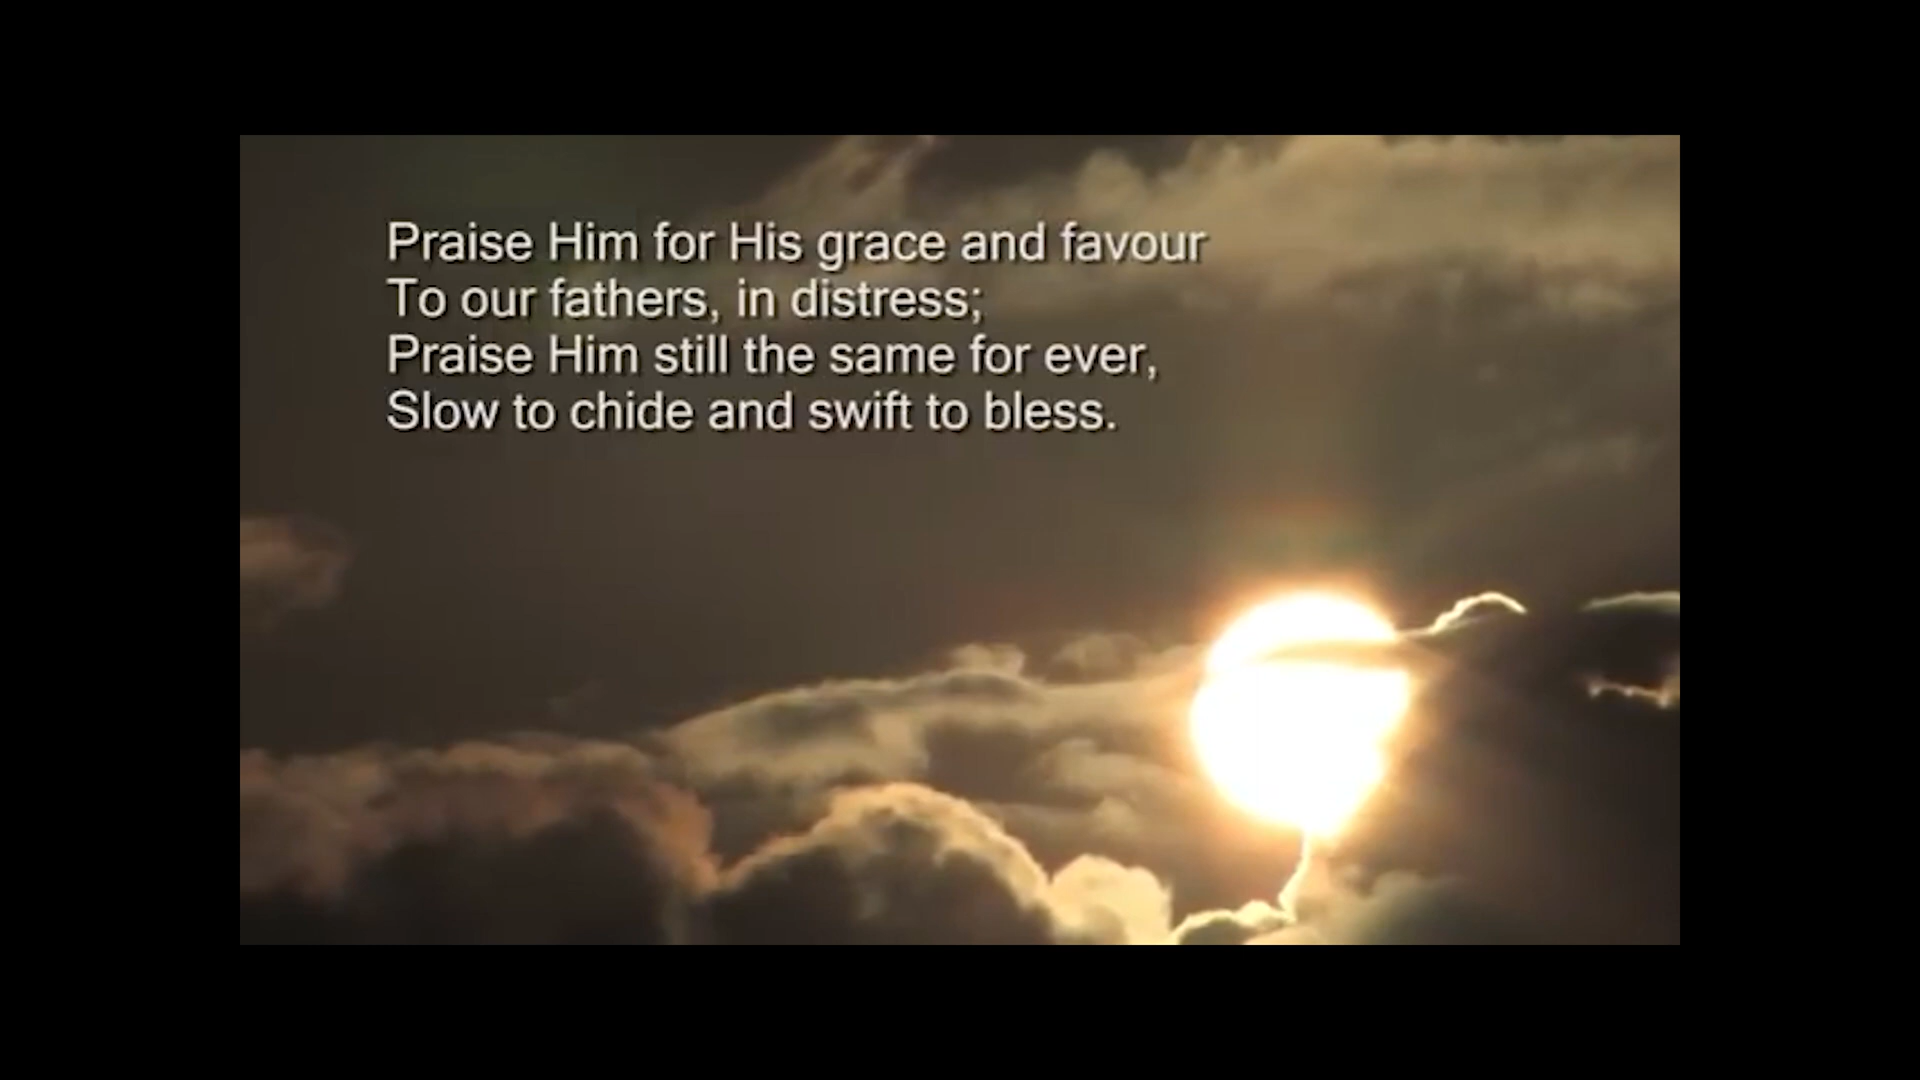 Praise Him for His grace and favour
To our fathers, in distress;
Praise Him still the same for ever,
Slow to chide and swift to bless.